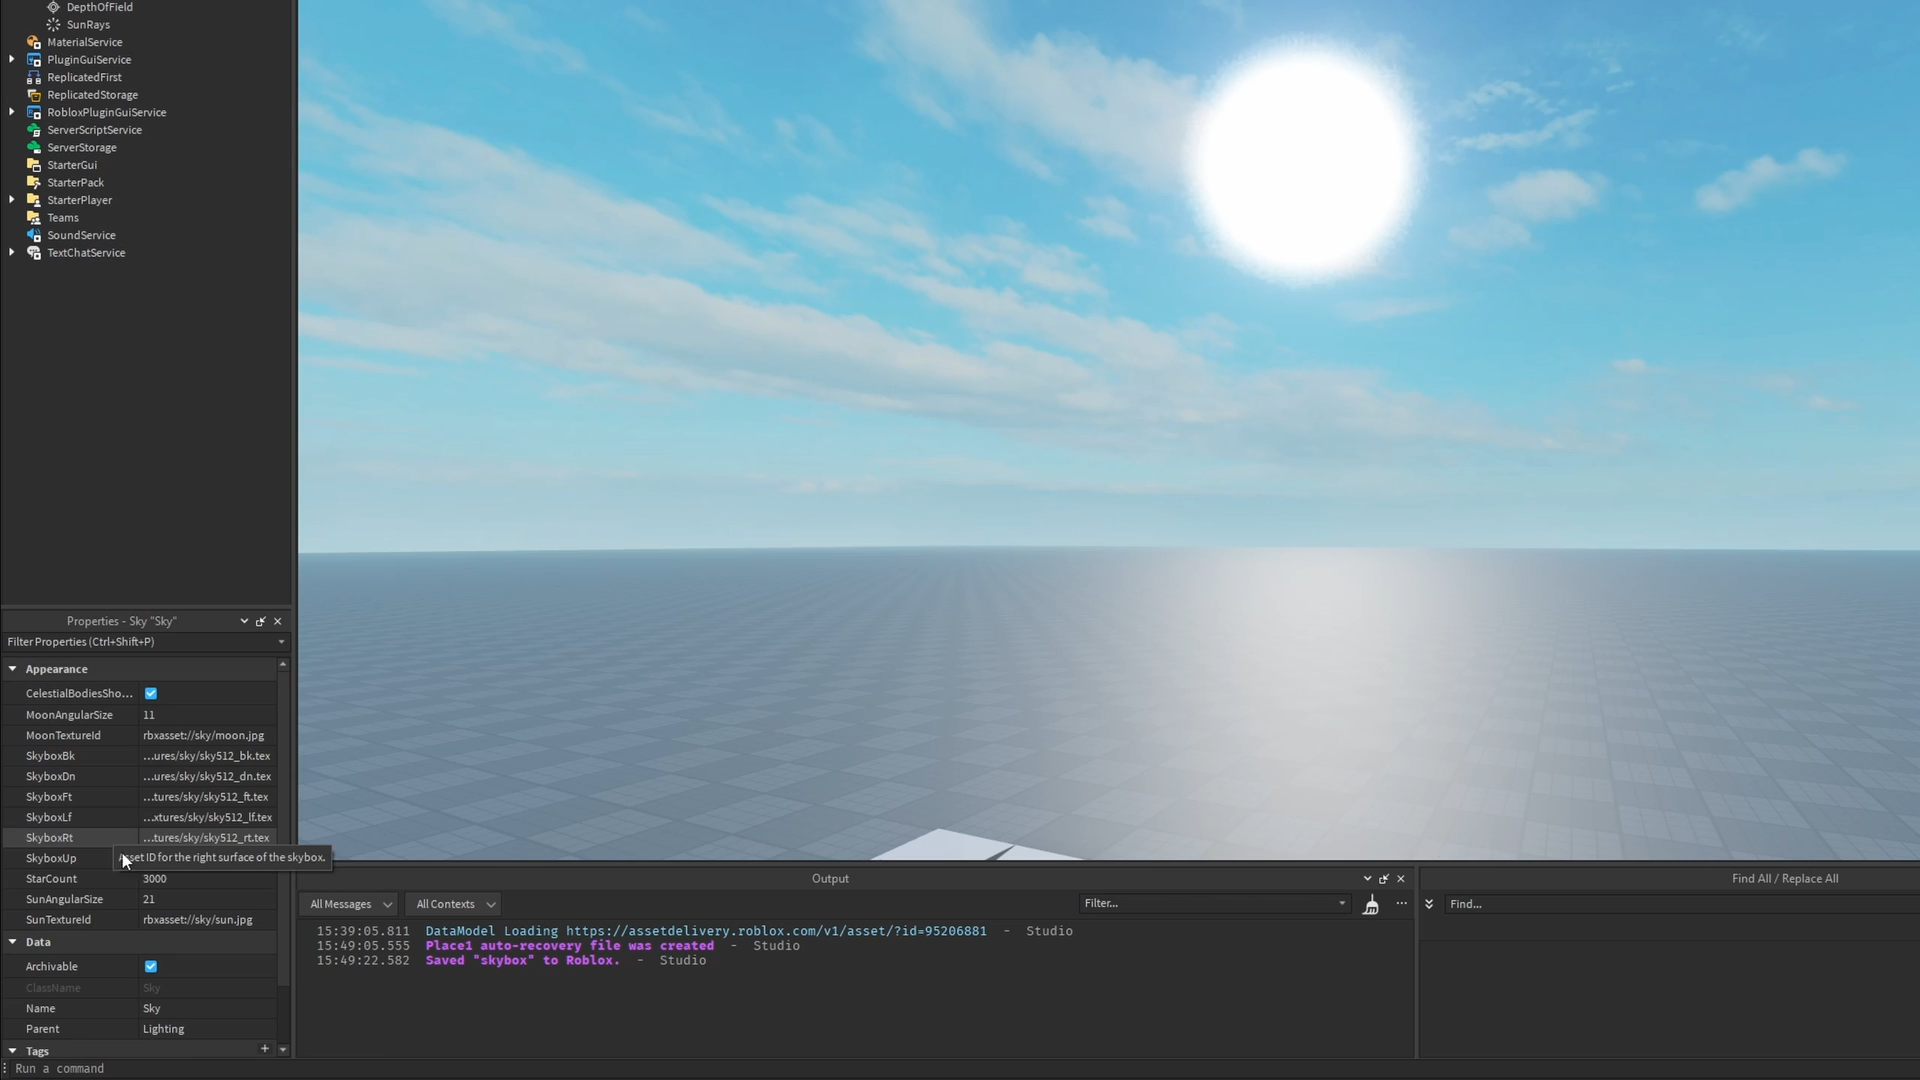 DepthOfField
SunRays
MaterialService
PluginGuiService
ReplicatedFirst
ReplicatedStorage
RobloxPluginGuiService
ServerScriptService
ServerStorage
StarterGui
StarterPack
StarterPlayer
Teams
SoundService
TextChatService
Properties - Sky "Sky"
Filter Properties (Ctrl+Shift+P)
Appearance
CelestialBodiesSho...
MoonAngularSize 11
MoonTextureId rbxasset://sky/moon.jpg
SkyboxBk ...ures/sky/sky512_bk.tex
SkyboxDn ...ures/sky/sky512_dn.tex
SkyboxFt ...tures/sky/sky512_ft.tex
SkyboxLf ...xtures/sky/sky512_lf.tex
SkyboxRt ...tures/sky/sky512_rt.tex
SkyboxUp
Asset ID for the right surface of the skybox.
StarCount 3000
SunAngularSize 21
SunTextureId rbxasset://sky/sun.jpg
Data
Archivable
ClassName Sky
Name Sky
Parent Lighting
Tags +
Output
All Messages All Contexts Filter...
15:39:05.811 DataModel Loading https://assetdelivery.roblox.com/v1/asset/?id=95206881 - Studio
15:49:05.555 Place1 auto-recovery file was created - Studio
15:49:22.582 Saved "skybox" to Roblox. - Studio
Find All / Replace All
Find...
Run a command